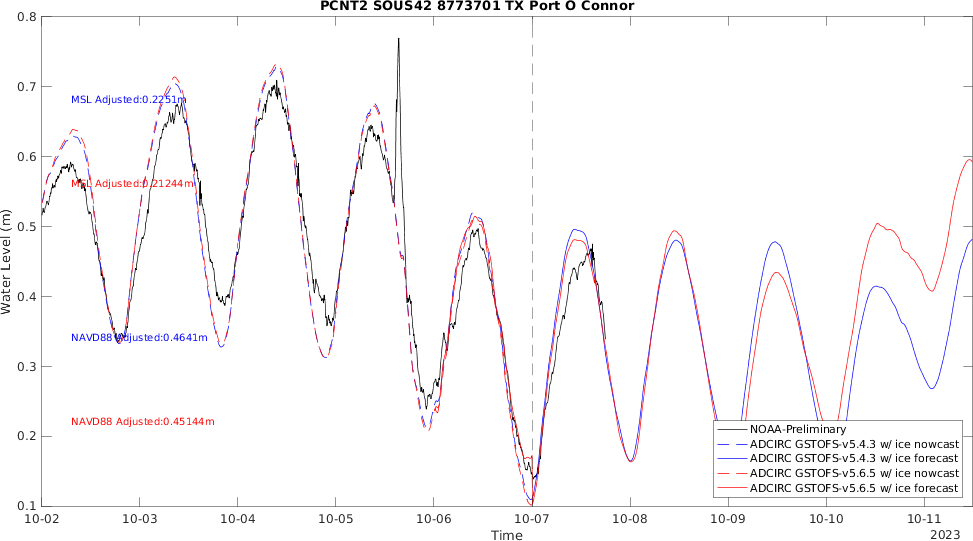 PCNT2 SOUS42 8773701 TX Port O Connor
0.8
0.7
0.6
0.5
0.4
0.3
0.2
0.1
Water Level (m)
MSL Adjusted:0.2251m
MSL Adjusted:0.21244m
NAVD88 Adjusted:0.4641m
NAVD88 Adjusted:0.45144m
NOAA-Preliminary
ADCIRC GSTOFS-v5.4.3 w/ ice nowcast
ADCIRC GSTOFS-v5.4.3 w/ ice forecast
ADCIRC GSTOFS-v5.6.5 w/ ice nowcast
ADCIRC GSTOFS-v5.6.5 w/ ice forecast
10-02 10-03 10-04 10-05 10-06 10-07 10-08 10-09 10-10 10-11
Time
2023